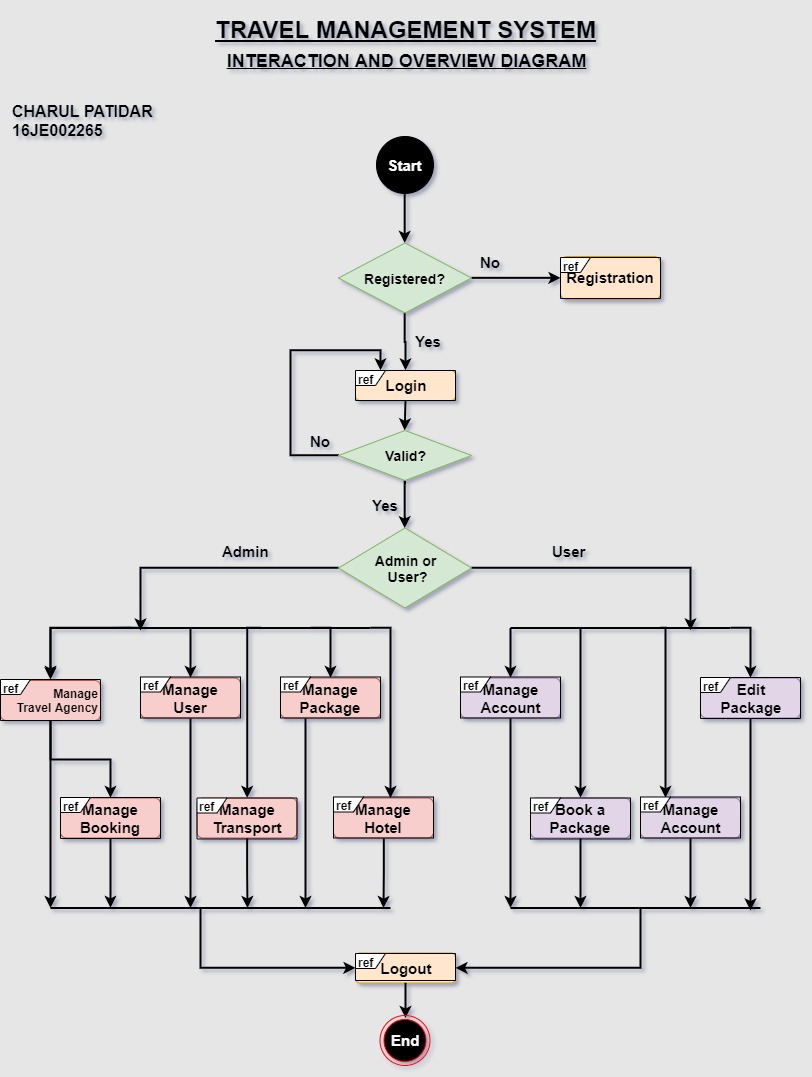 TRAVEL MANAGEMENT SYSTEM
INTERACTION AND OVERVIEW DIAGRAM
CHARUL PATIDAR
16JE002265
Start
Registered?
No
ref
Registration
Yes
ref
Login
No
Valid?
Yes
Admin
Admin or
User?
User
ref
Manage
Travel Agency
ref
Manage
User
ref
Manage
Package
ref
Manage
Account
ref
Edit
Package
ref
Manage
Booking
ref
Manage
Transport
ref
Manage
Hotel
ref
Book a
Package
ref
Manage
Account
ref
Logout
End